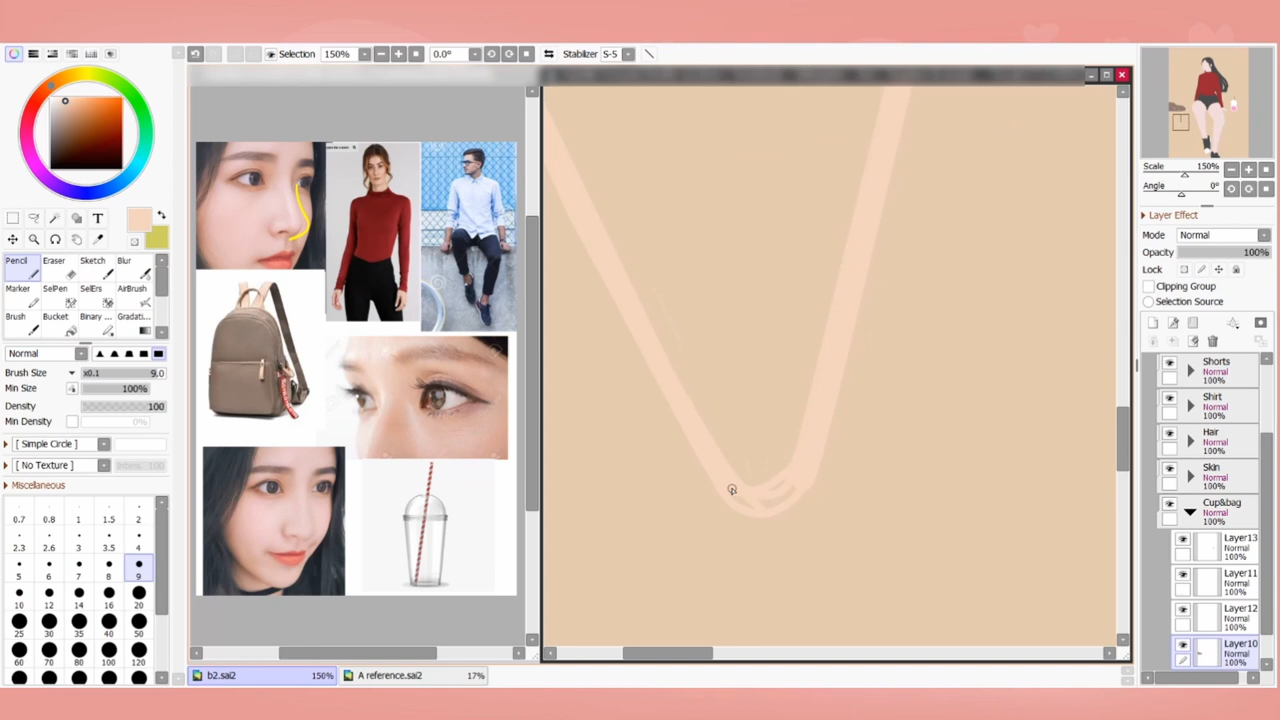 Selection 150% 0.0° Stabilizer S-5
T
Pencil Eraser Sketch Blur
Marker SelPen SelErs AirBrush
Brush Bucket Binary ... Gradati...
Normal
Brush Size x0.1 9.0
Min Size 100%
Density 100
Min Density 0%
[ Simple Circle ]
[ No Texture ] Intens. 100
Miscellaneous
0.7 0.8 1 1.5 2
2.3 2.6 3 3.5 4
5 6 7 8 9
10 12 14 16 20
25 30 35 40 50
60 70 80 100 120
b2.sai2 150% A reference.sai2 17%
Scale 150%
Angle 0°
Layer Effect
Mode Normal
Opacity 100%
Lock
Clipping Group
Selection Source
Shorts
Normal
100%
Shirt
Normal
100%
Hair
Normal
100%
Skin
Normal
100%
Cup&bag
Normal
100%
Layer13
Normal
100%
Layer11
Normal
100%
Layer12
Normal
100%
Layer10
Normal
100%